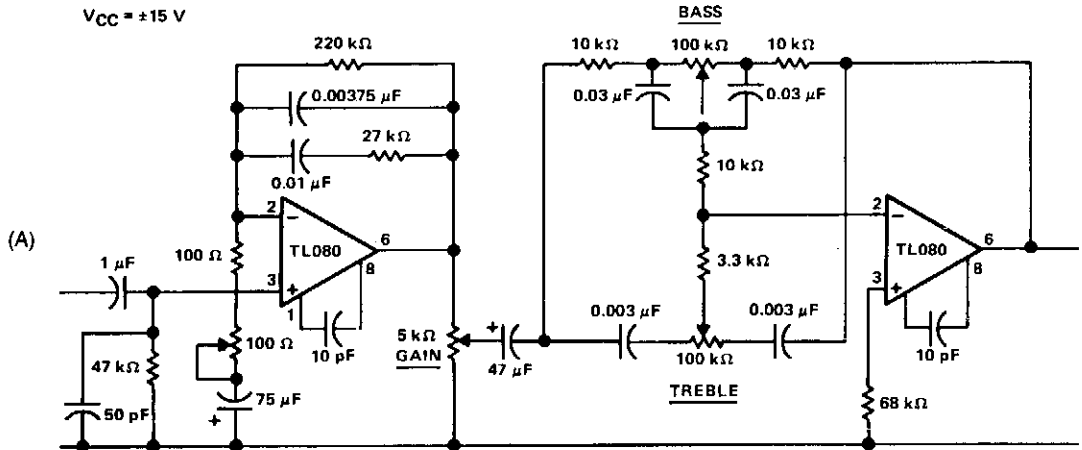 VCC = ±15 V
BASS
220 kΩ
10 kΩ
100 kΩ
10 kΩ
0.00375 µF
0.03 µF
0.03 µF
27 kΩ
0.01 µF
10 kΩ
(A)
2
−
TL080
6
8
3
+
1
100 Ω
1 µF
10 pF
100 Ω
47 kΩ
50 pF
75 µF
+
5 kΩ
GAIN
+
47 µF
3.3 kΩ
0.003 µF
0.003 µF
100 kΩ
TREBLE
2
−
TL080
6
8
3
+
1
10 pF
68 kΩ